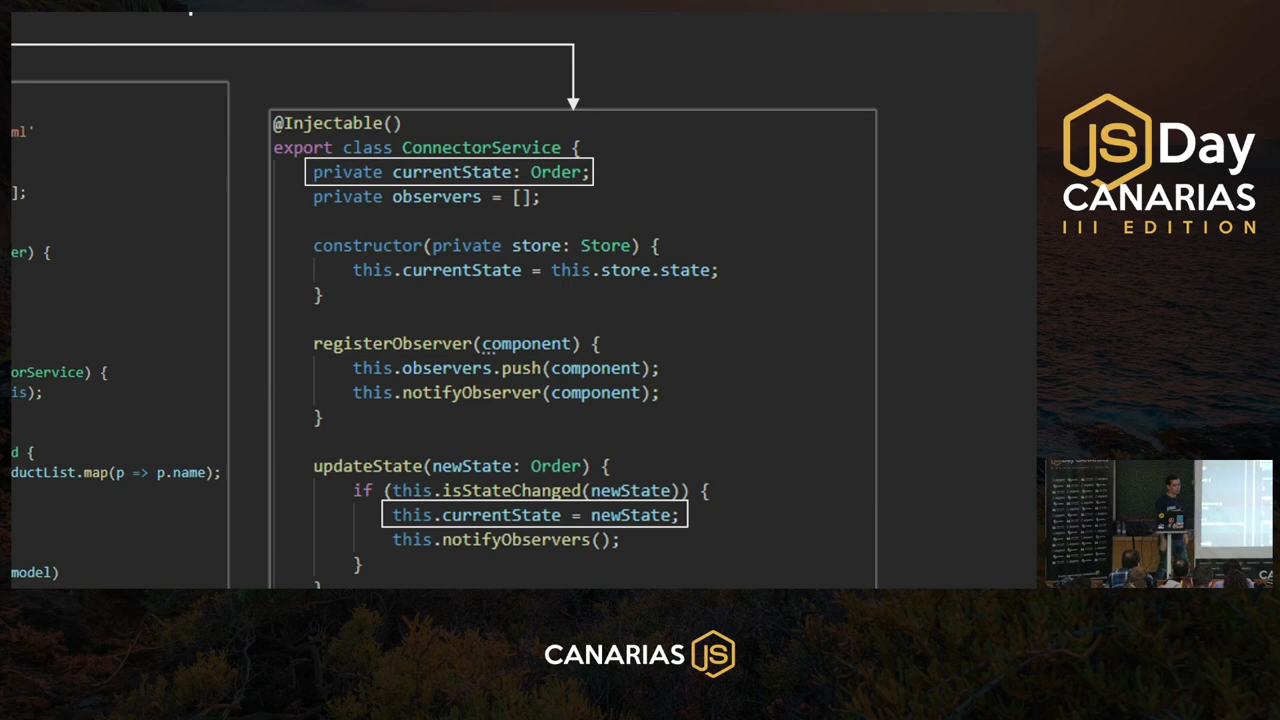 ml'
];
er) {
orService) {
is);
d {
ductList.map(p => p.name);
model)
@Injectable()
export class ConnectorService {
private currentState: Order;
private observers = [];
constructor(private store: Store) {
this.currentState = this.store.state;
}
registerObserver(component) {
this.observers.push(component);
this.notifyObserver(component);
}
updateState(newState: Order) {
if (this.isStateChanged(newState)) {
this.currentState = newState;
this.notifyObservers();
}
JS Day
CANARIAS
III EDITION
CANARIAS JS